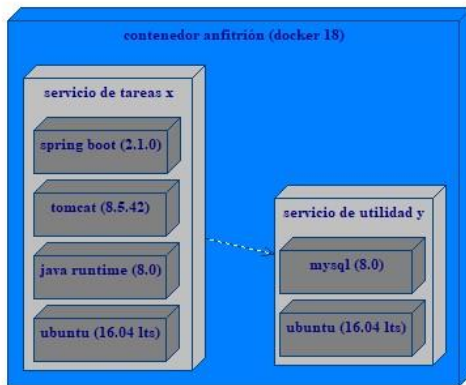 contenedor anfitrión (docker 18)
servicio de tareas x
spring boot (2.1.0)
tomcat (8.5.42)
java runtime (8.0)
ubuntu (16.04 lts)
servicio de utilidad y
mysql (8.0)
ubuntu (16.04 lts)